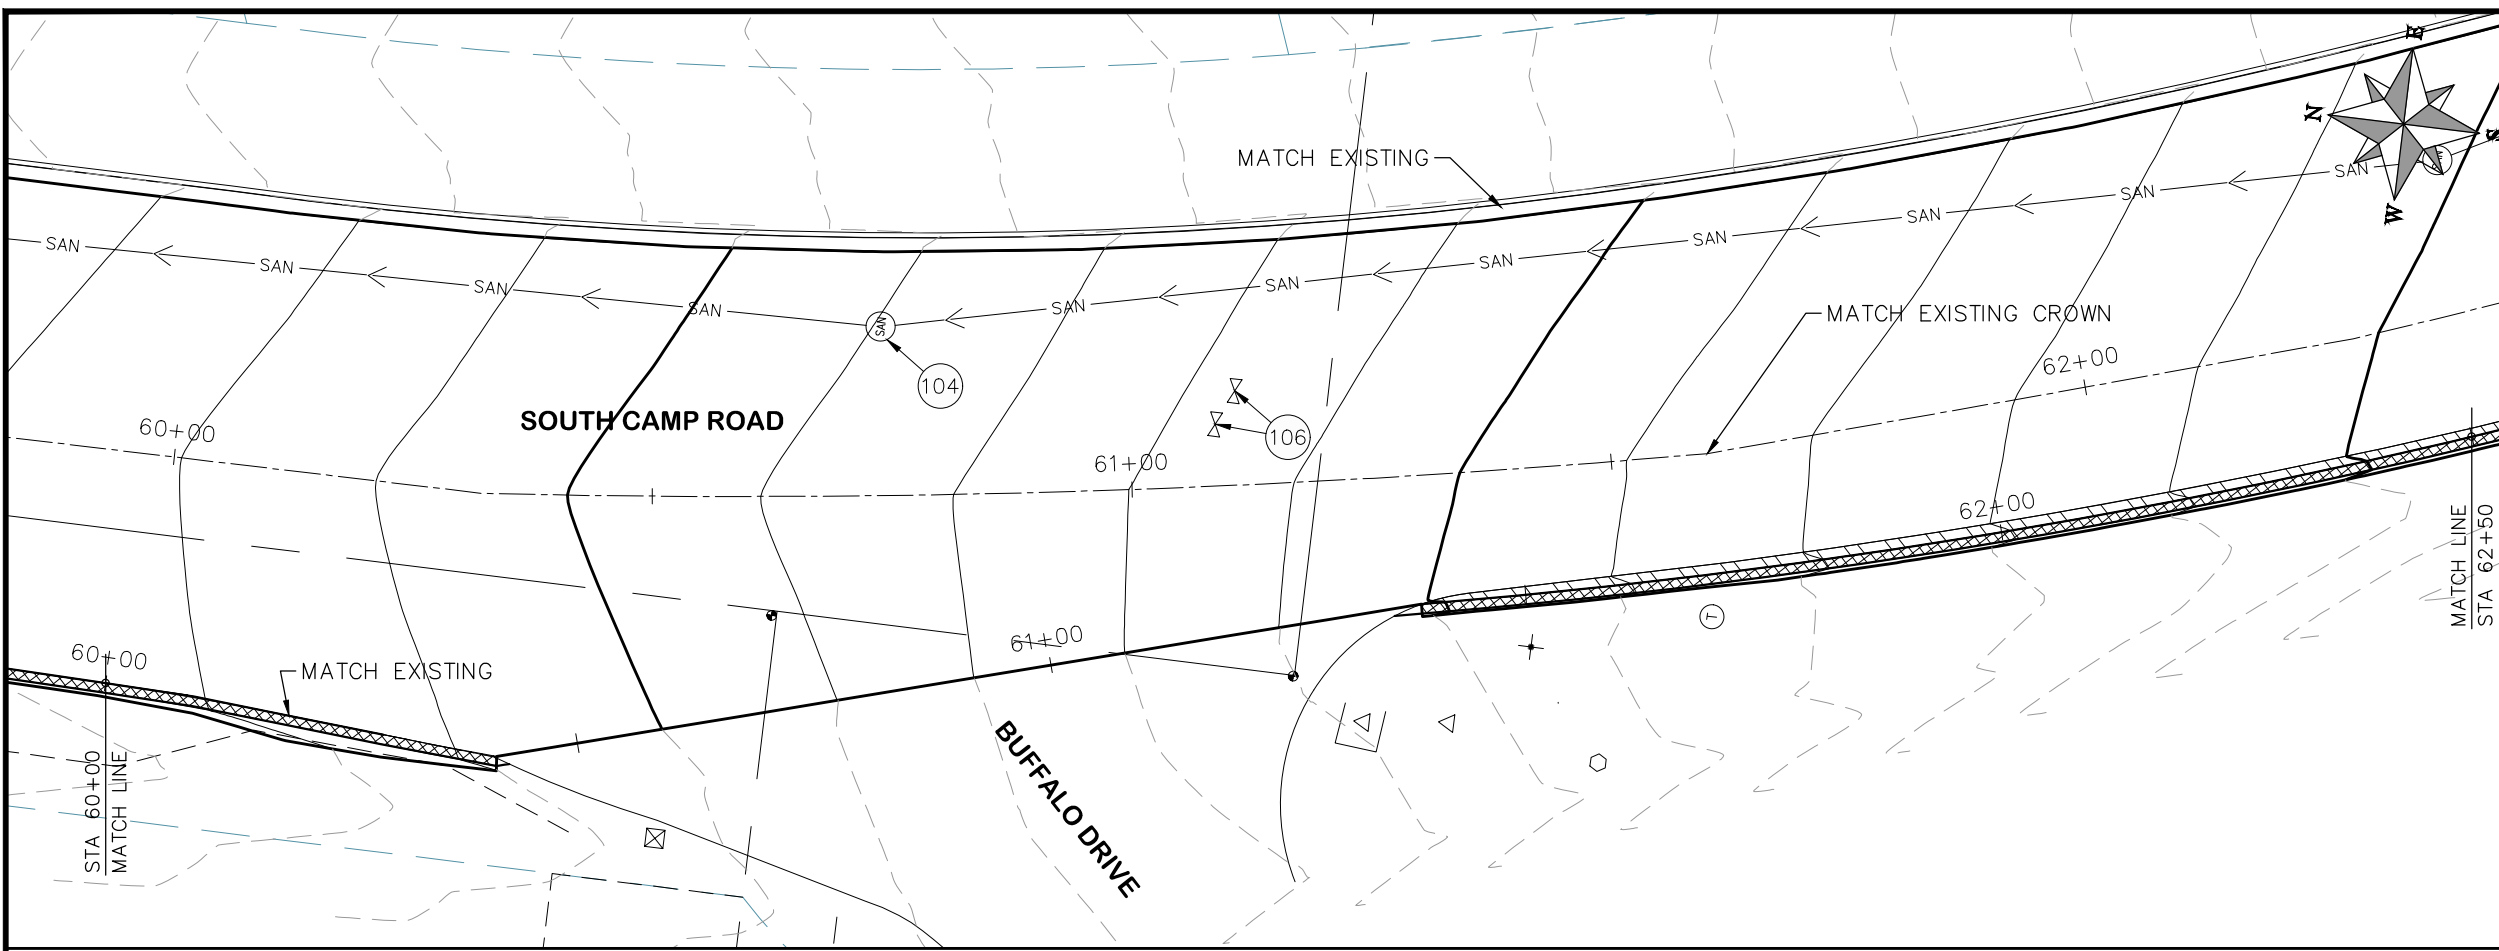 E
N
S
W
MATCH EXISTING
SAN
SAN
SAN
SAN
SAN
SAN
SAN
SAN
SAN
SAN
SAN
SAN
104
106
MATCH EXISTING CROWN
SOUTH CAMP ROAD
60+00
61+00
62+00
62+00
61+00
60+00
MATCH EXISTING
T
BUFFALO DRIVE
STA 60+00
MATCH LINE
MATCH LINE
STA 62+50